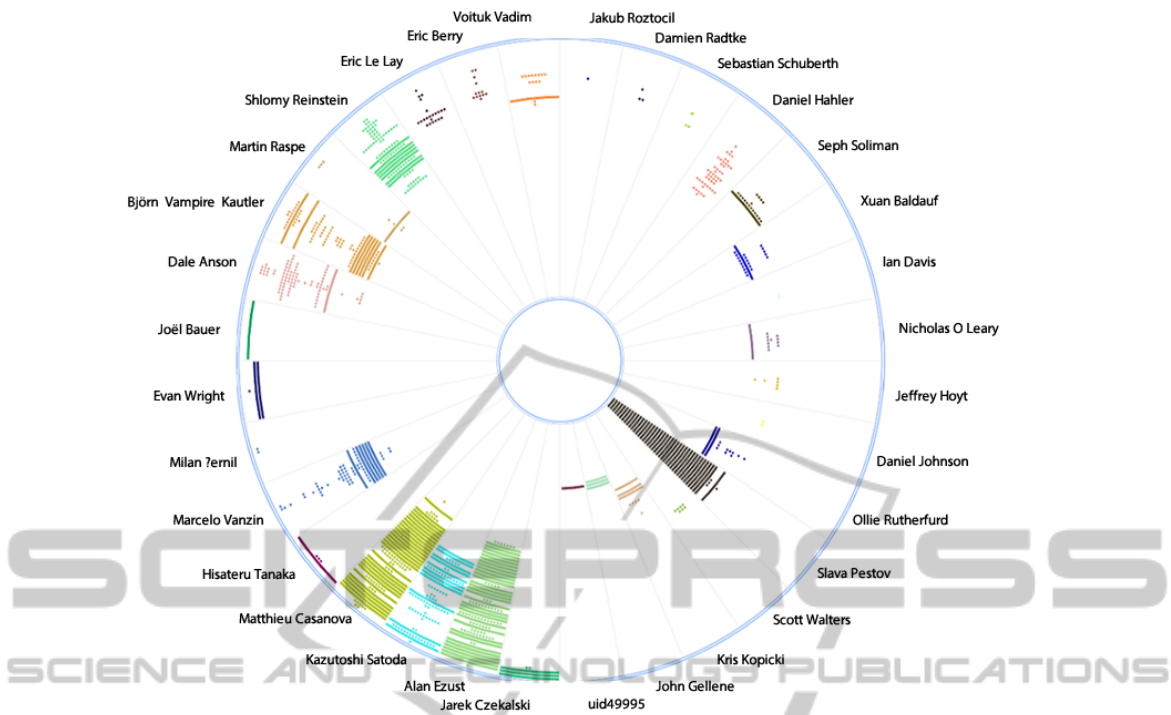 Voituk Vadim
Jakub Roztocil
Eric Berry
Damien Radtke
Eric Le Lay
Sebastian Schuberth
Shlomy Reinstein
Daniel Hahler
Martin Raspe
Seph Soliman
Björn Vampire Kautler
Xuan Baldauf
Dale Anson
Ian Davis
Joël Bauer
Nicholas O Leary
Evan Wright
Jeffrey Hoyt
Milan ?ernil
Daniel Johnson
Marcelo Vanzin
Ollie Rutherfurd
SCITEPRESS
Hisateru Tanaka
Slava Pestov
Matthieu Casanova
Scott Walters
Kazutoshi Satoda
Kris Kopicki
SCIENCE AND TECHNOLOGY PUBLICATIONS
Alan Ezust
John Gellene
Jarek Czekalski
uid49995